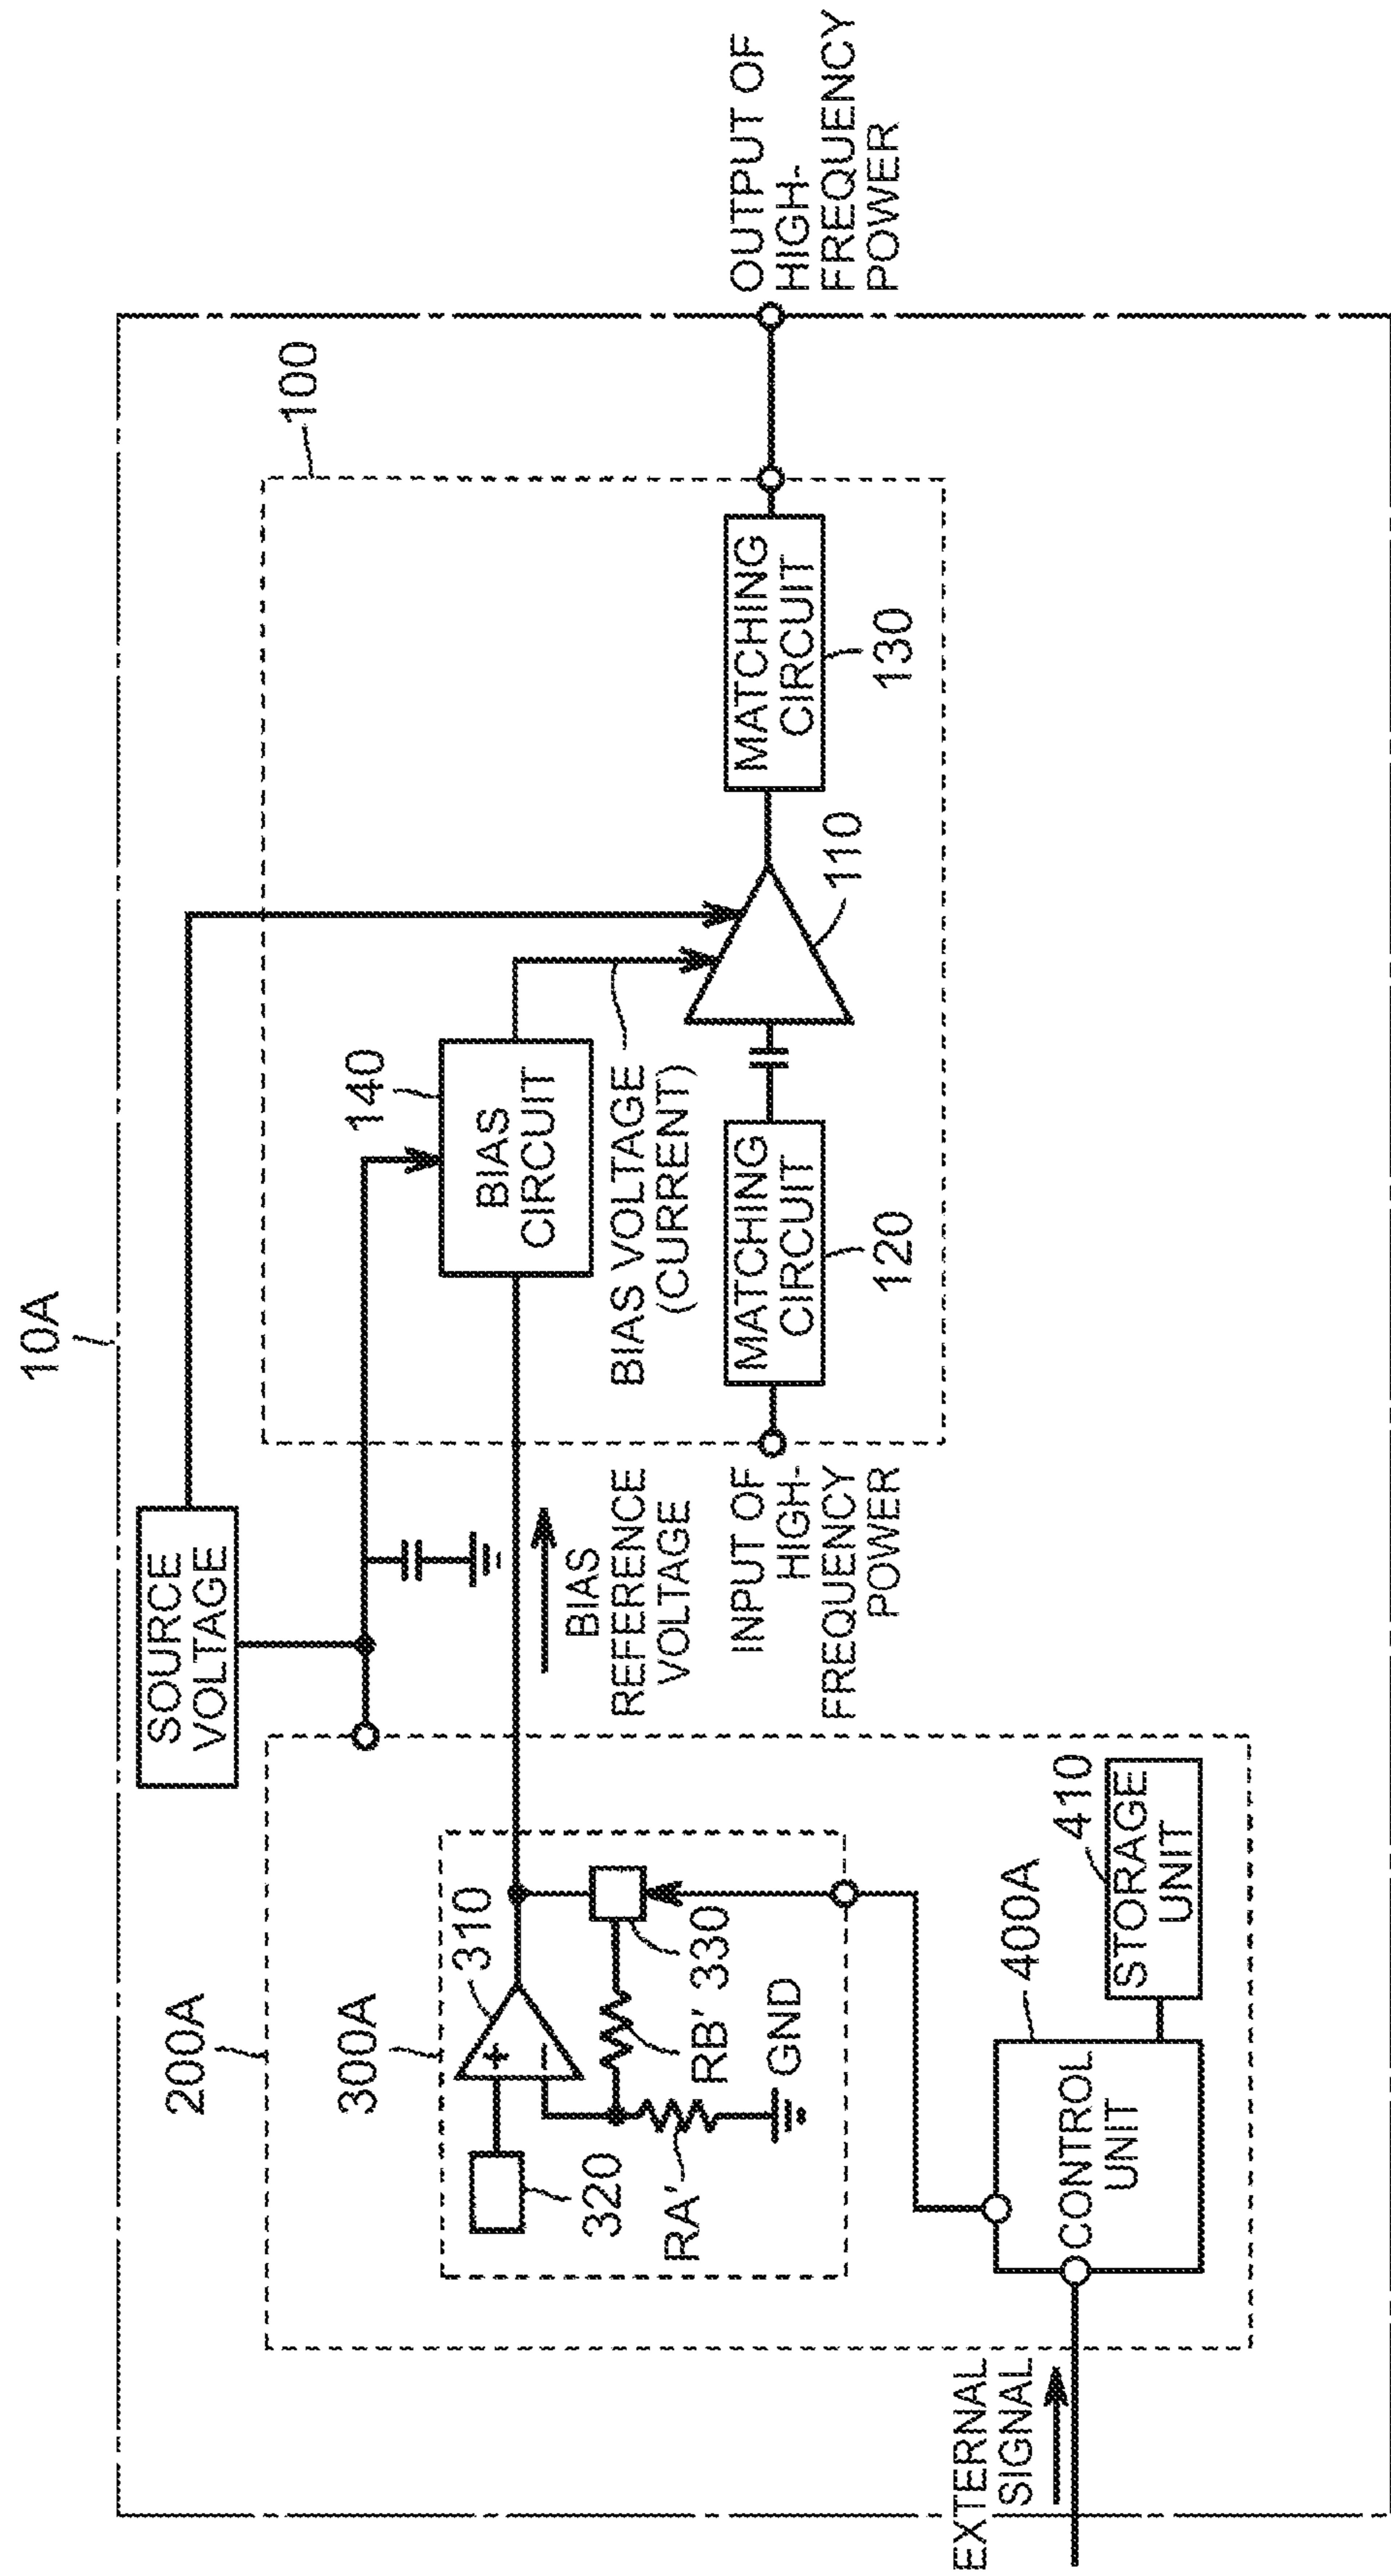 10A
SOURCE
VOLTAGE
100
200A
300A
310
320
RA'
RB'
330
GND
400A
CONTROL
UNIT
410
STORAGE
UNIT
EXTERNAL
SIGNAL
BIAS
REFERENCE
VOLTAGE
140
BIAS
CIRCUIT
BIAS VOLTAGE
(CURRENT)
INPUT OF
HIGH-
FREQUENCY
POWER
MATCHING
CIRCUIT
120
110
MATCHING
CIRCUIT
130
OUTPUT OF
HIGH-
FREQUENCY
POWER